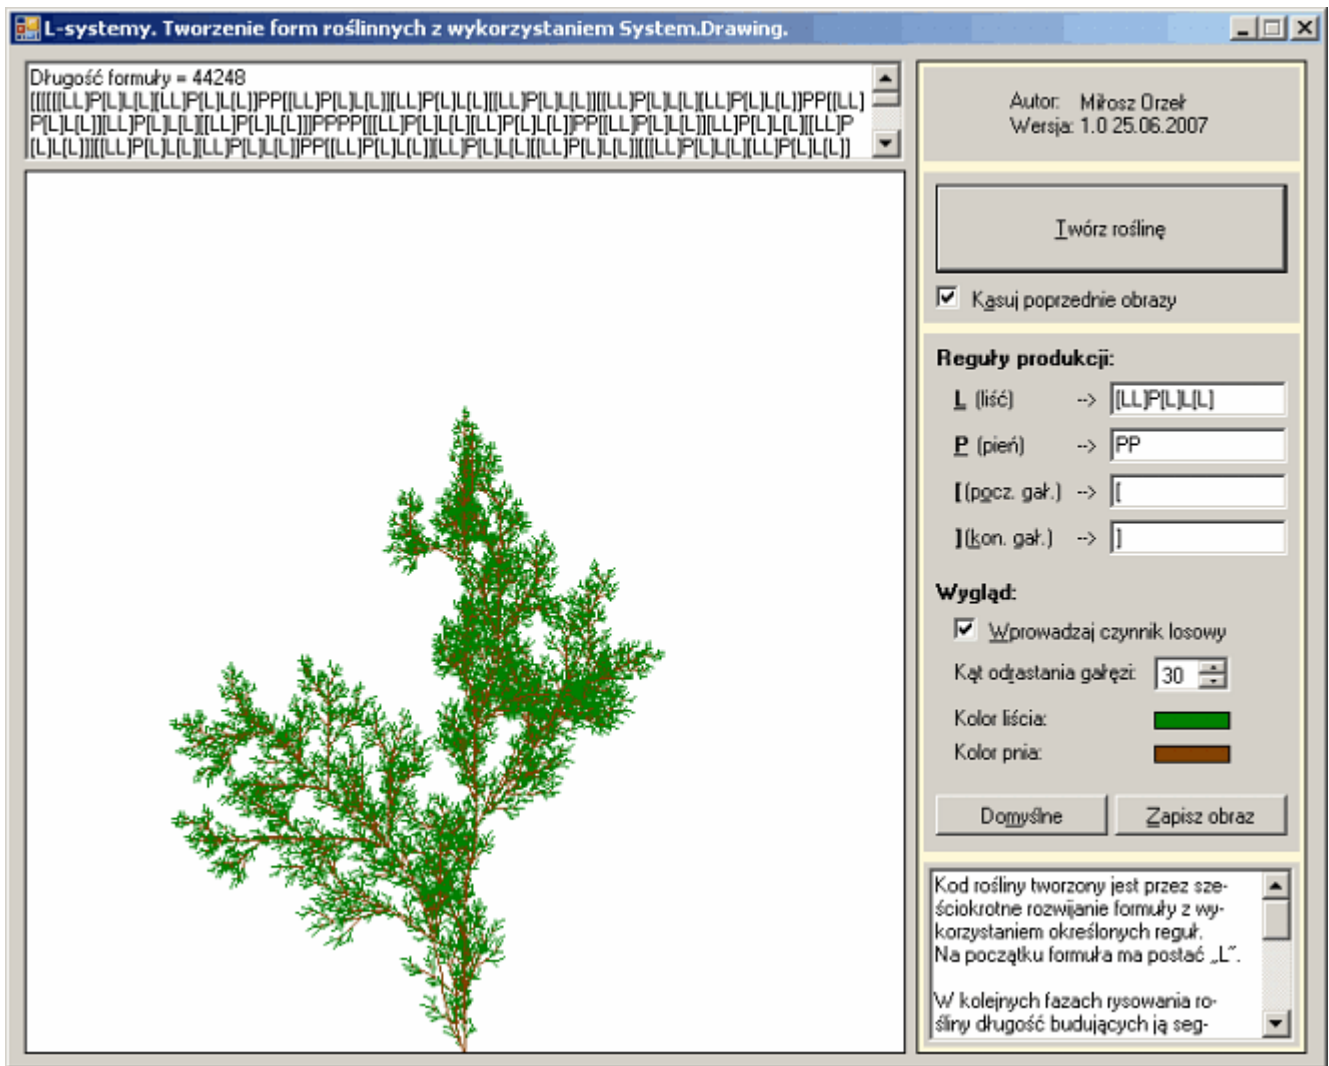 L-systemy. Tworzenie form roślinnych z wykorzystaniem System.Drawing.
Długość formuły = 44248
[[[[[[LL]P[L]L[L][LL]P[L]L[L]]PP[[LL]P[L]L[L]][LL]P[L]L[L][[LL]P[L]L[L]]][[LL]P[L]L[L][LL]P[L]L[L]]PP[[LL]
P[L]L[L]][LL]P[L]L[L][[LL]P[L]L[L]]]PPPP[[[LL]P[L]L[L][LL]P[L]L[L]]PP[[LL]P[L]L[L]][LL]P[L]L[L][[LL]P
[L]L[L]]][[LL]P[L]L[L][LL]P[L]L[L]]PP[[LL]P[L]L[L]][LL]P[L]L[L][[LL]P[L]L[L]][[[LL]P[L]L[L][LL]P[L]L[L]]
Autor: Miłosz Orzeł
Wersja: 1.0 25.06.2007
Twórz roślinę
Kasuj poprzednie obrazy
Reguły produkcji:
L (liść) --> [LL]P[L]L[L]
P (pień) --> PP
[ (pocz. gał.) --> [
] (kon. gał.) --> ]
Wygląd:
Wprowadzaj czynnik losowy
Kąt odrastania gałęzi: 30
Kolor liścia:
Kolor pnia:
Domyślne Zapisz obraz
Kod rośliny tworzony jest przez sze-
ściokrotne rozwijanie formuły z wy-
korzystaniem określonych reguł.
Na początku formuła ma postać „L”.
W kolejnych fazach rysowania ro-
śliny długość budujących ją seg-